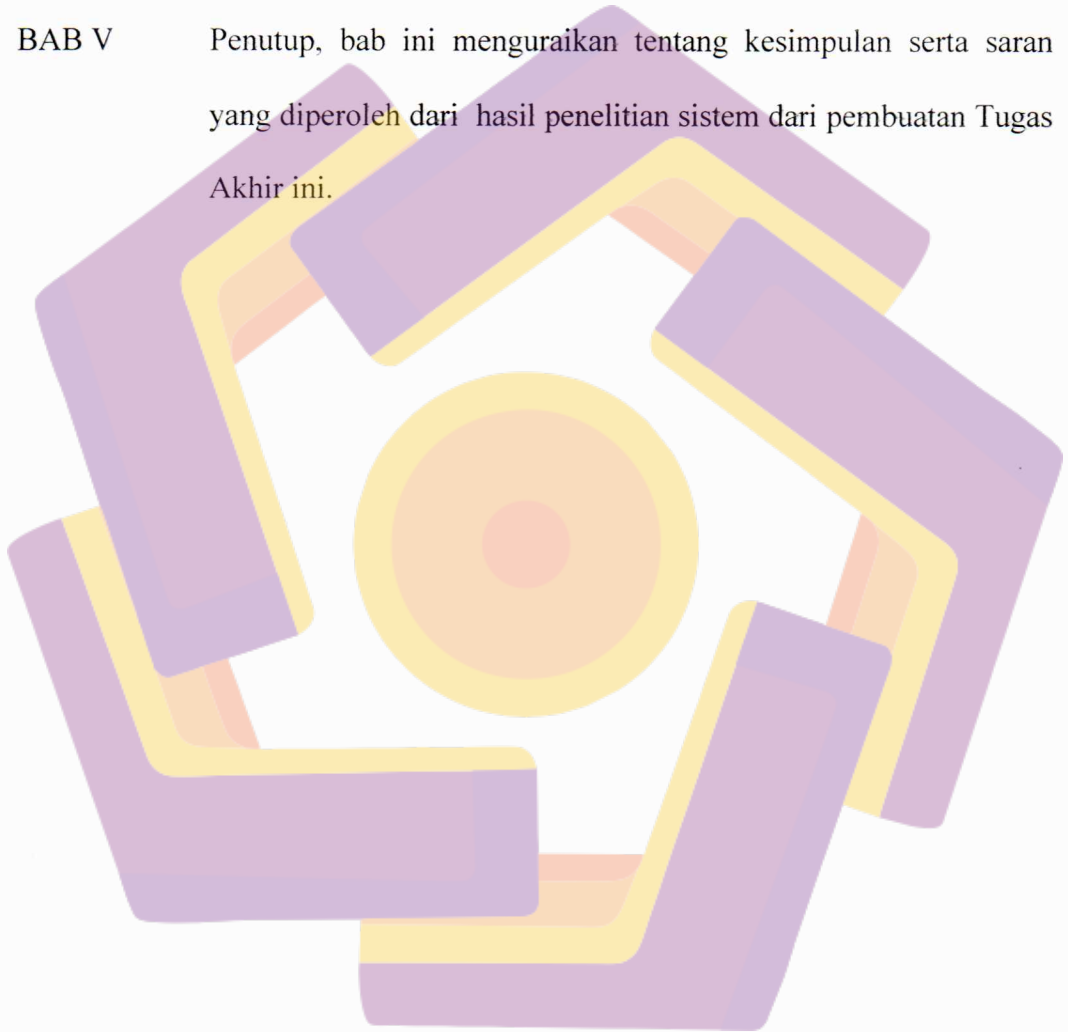 BAB V Penutup, bab ini menguraikan tentang kesimpulan serta saran
yang diperoleh dari hasil penelitian sistem dari pembuatan Tugas
Akhir ini.